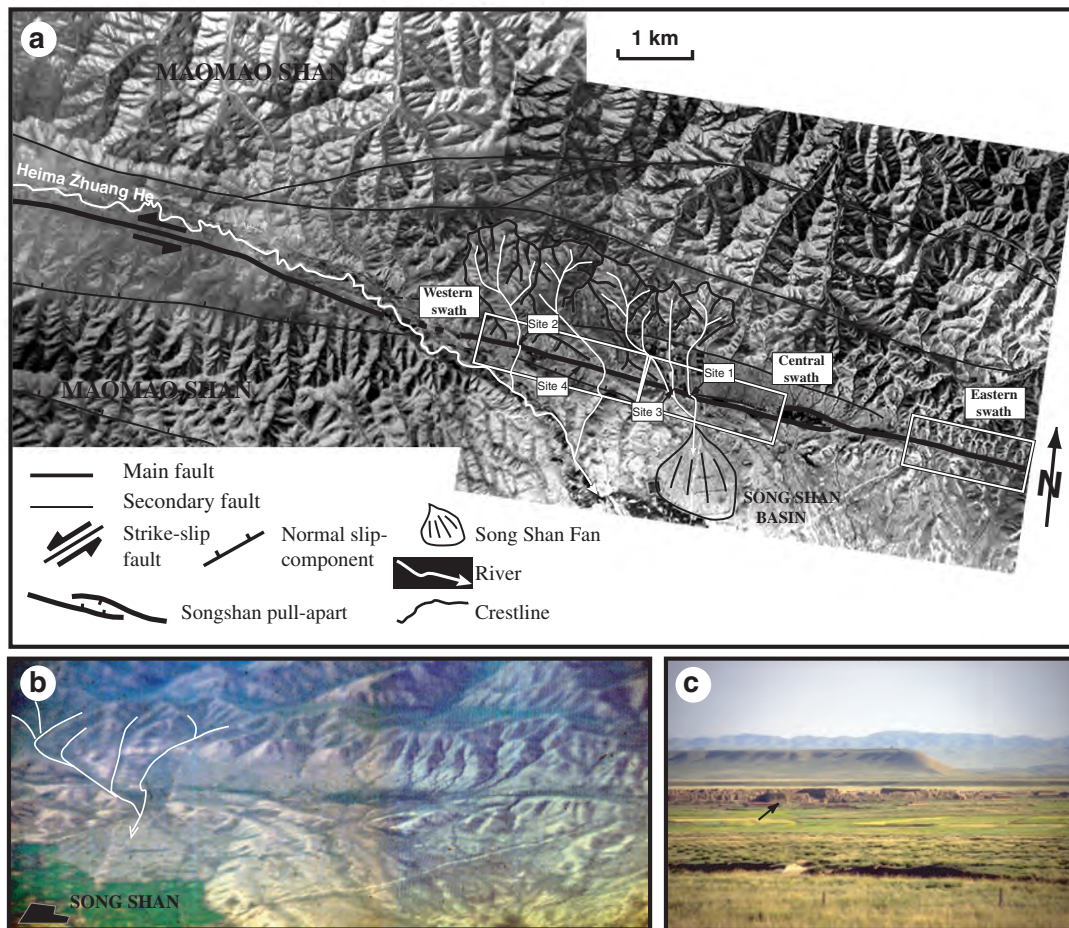 a
1 km
MAOMAO SHAN
Heima Zhuang He
Western
swath
Site 2
Site 1
Central
swath
Site 4
Site 3
Eastern
swath
MAOMAO SHAN
SONG SHAN
BASIN
N
Main fault
Secondary fault
Strike-slip
fault
Normal slip-
component
Song Shan Fan
River
Songshan pull-apart
Crestline
b
SONG SHAN
c